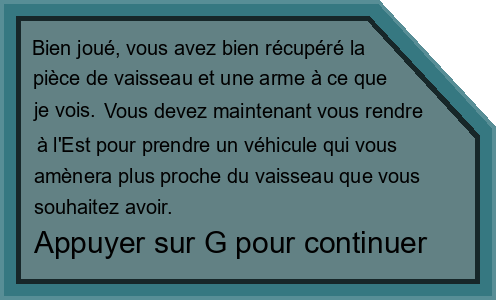 Bien joué, vous avez bien récupéré la
pièce de vaisseau et une arme à ce que
je vois. Vous devez maintenant vous rendre
à l'Est pour prendre un véhicule qui vous
amènera plus proche du vaisseau que vous
souhaitez avoir.
Appuyer sur G pour continuer